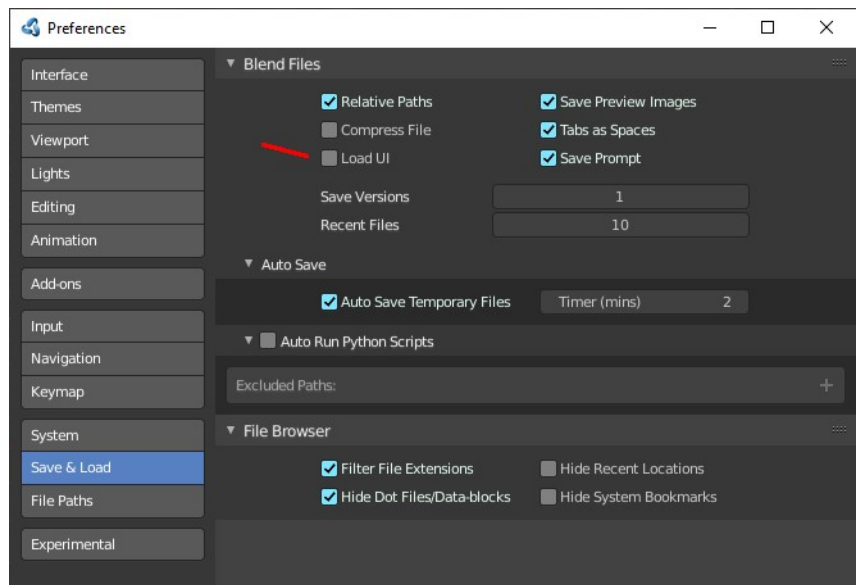 Preferences
Interface
Themes
Viewport
Lights
Editing
Animation
Add-ons
Input
Navigation
Keymap
System
Save & Load
File Paths
Experimental
Blend Files
Relative Paths
Save Preview Images
Compress File
Tabs as Spaces
Load UI
Save Prompt
Save Versions 1
Recent Files 10
Auto Save
Auto Save Temporary Files
Timer (mins) 2
Auto Run Python Scripts
Excluded Paths:
File Browser
Filter File Extensions
Hide Recent Locations
Hide Dot Files/Data-blocks
Hide System Bookmarks